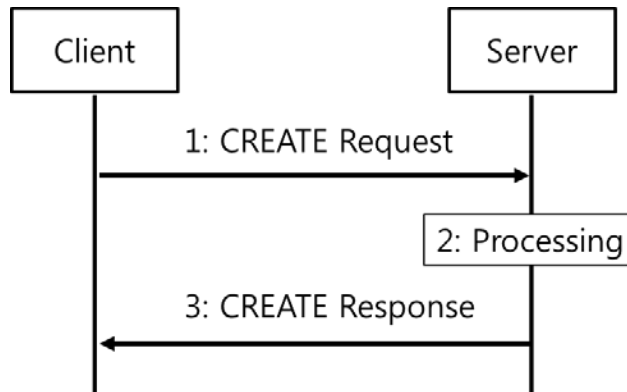 Client
Server
1: CREATE Request
2: Processing
3: CREATE Response